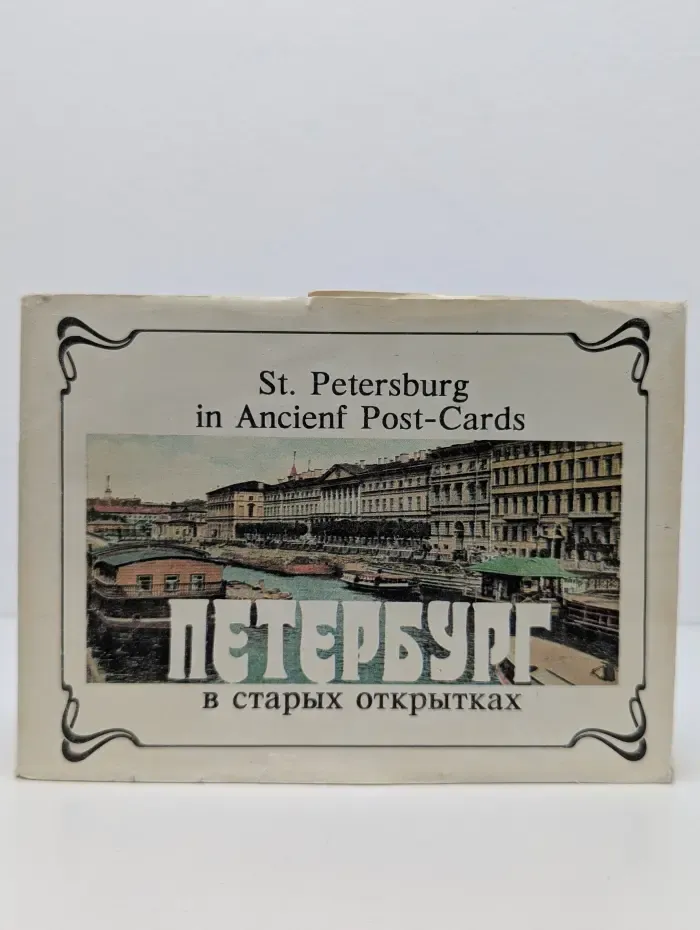 St. Petersburg
in Ancienf Post-Cards
ПЕТЕРБУРГ
в старых открытках